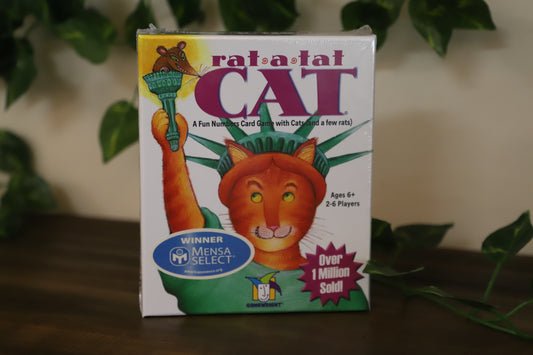 rat-a-tat
CAT
A Fun Numbers Card Game with Cats (and a few rats)
Ages 6+
2-6 Players
WINNER
MENSA
SELECT
Over
1 Million
Sold!
GAMEWRIGHT